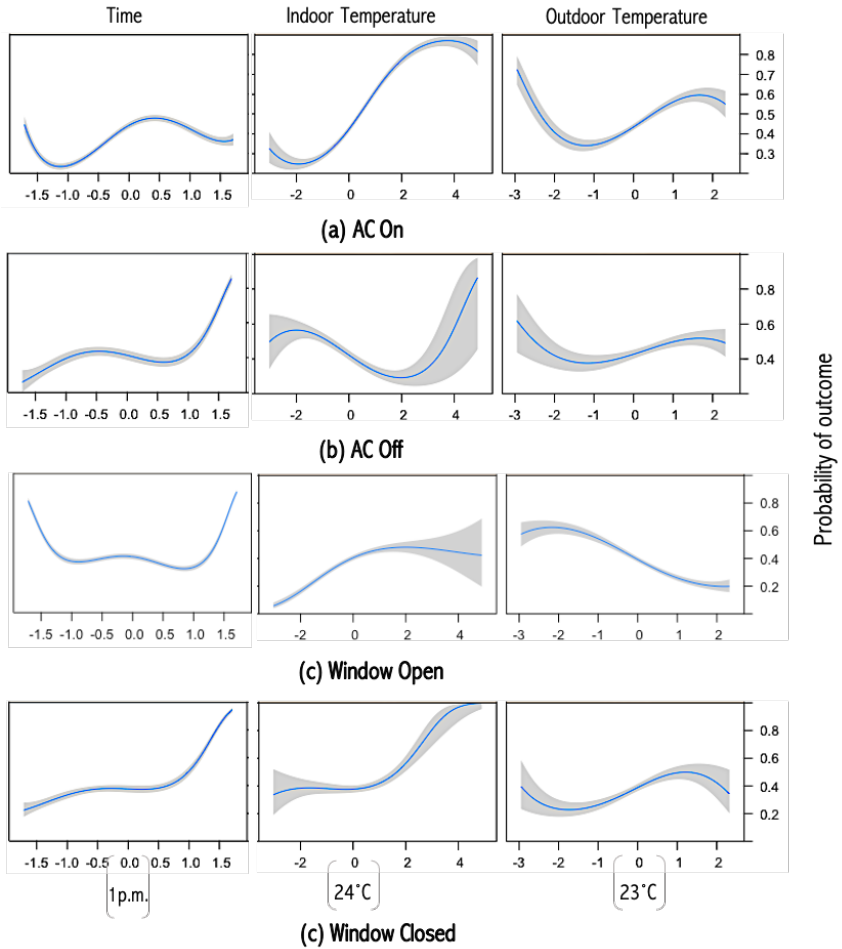 Time Indoor Temperature Outdoor Temperature
0.8
0.7
0.6
0.5
0.4
0.3
-1.5 -1.0 -0.5 0.0 0.5 1.0 1.5 -2 0 2 4 -3 -2 -1 0 1 2
(a) AC On
0.8
0.6
0.4
-1.5 -1.0 -0.5 0.0 0.5 1.0 1.5 -2 0 2 4 -3 -2 -1 0 1 2
(b) AC Off
Probability of outcome
0.8
0.6
0.4
0.2
-1.5 -1.0 -0.5 0.0 0.5 1.0 1.5 -2 0 2 4 -3 -2 -1 0 1 2
(c) Window Open
0.8
0.6
0.4
0.2
-1.5 -1.0 -0.5 0.0 0.5 1.0 1.5 -2 0 2 4 -3 -2 -1 0 1 2
1p.m. 24°C 23°C
(c) Window Closed